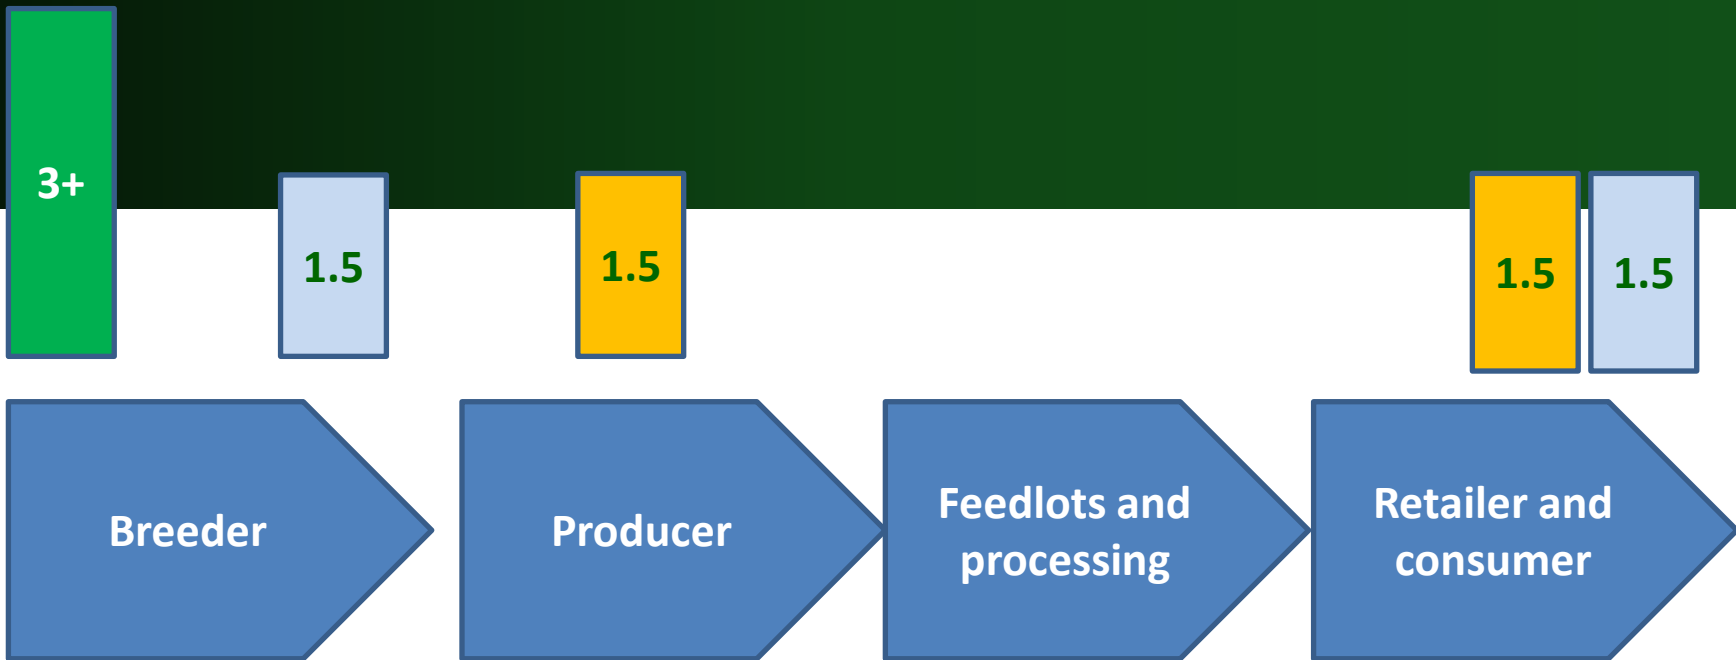 3+
1.5
1.5
1.5
1.5
Breeder
Producer
Feedlots and
processing
Retailer and
consumer